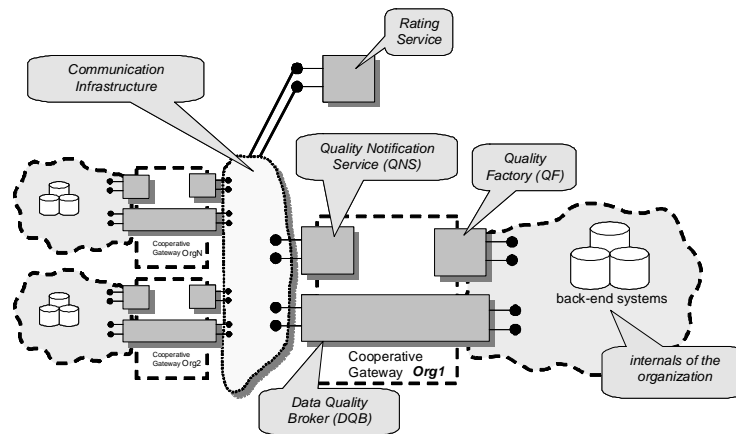 Rating
Service
Communication
Infrastructure
Quality Notification
Service (QNS)
Quality
Factory (QF)
Cooperative
Gateway OrgN
back-end systems
Cooperative
Gateway Org2
Cooperative
Gateway Org1
internals of the
organization
Data Quality
Broker (DQB)